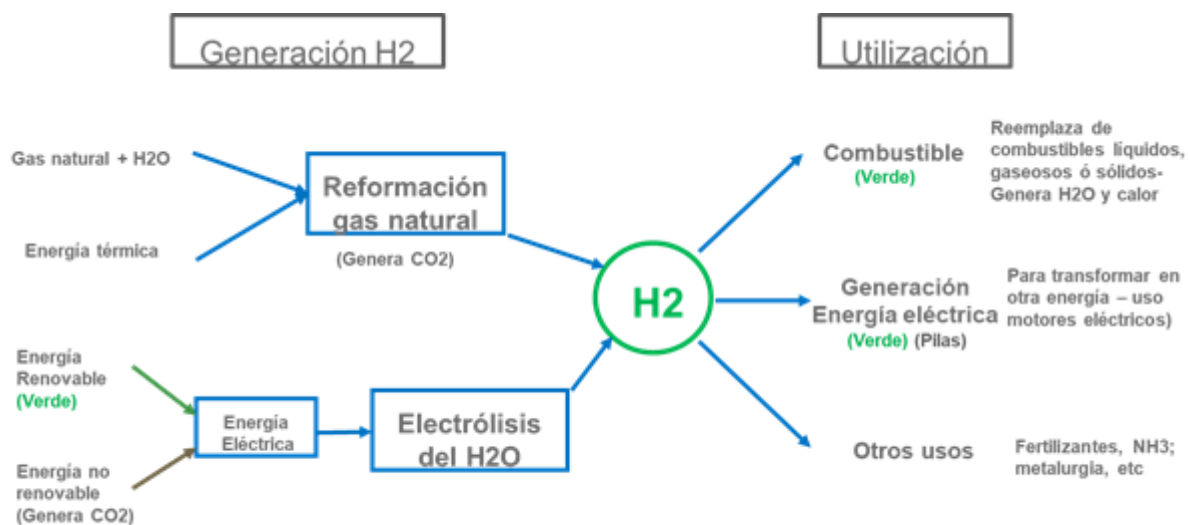 Generación H2
Utilización
Gas natural + H2O
Energía térmica
Reformación
gas natural
(Genera CO2)
Energía
Renovable
(Verde)
Energía no
renovable
(Genera CO2)
Energía
Eléctrica
Electrólisis
del H2O
H2
Combustible
(Verde)
Reemplaza de
combustibles líquidos,
gaseosos ó sólidos-
Genera H2O y calor
Generación
Energía eléctrica
(Verde) (Pilas)
Para transformar en
otra energía – uso
motores eléctricos)
Otros usos
Fertilizantes, NH3;
metalurgia, etc